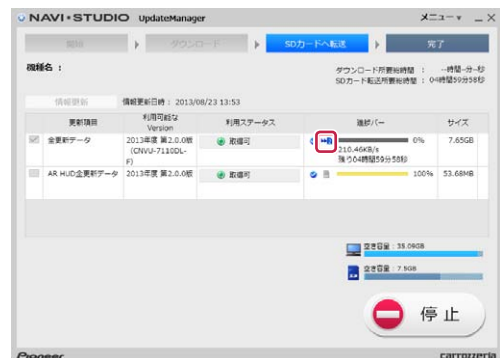 NAVI•STUDIO UpdateManager
メニュー
開始
ダウンロード
SDカードへ転送
完了
機種名 :
ダウンロード所要総時間 : --時間--分--秒
SDカード転送所要総時間 : 04時間59分58秒
情報更新
情報更新日時 : 2013/08/23 13:53
更新項目
利用可能な
Version
利用ステータス
進捗バー
サイズ
全更新データ
2013年度 第2.0.0版
(CNVU-7110DL-
F)
取得可
0%
210.46KB/s
残り04時間59分58秒
7.65GB
AR HUD全更新データ
2013年度 第2.0.0版
取得可
100%
53.68MB
空き容量 : 35.09GB
空き容量 : 7.5GB
停止
Pioneer
carrozzeria